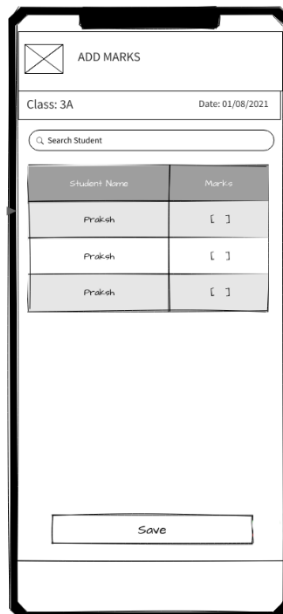 ADD MARKS
Class: 3A Date: 01/08/2021
Search Student
Student Name Marks
Praksh [ ]
Praksh [ ]
Praksh [ ]
Save